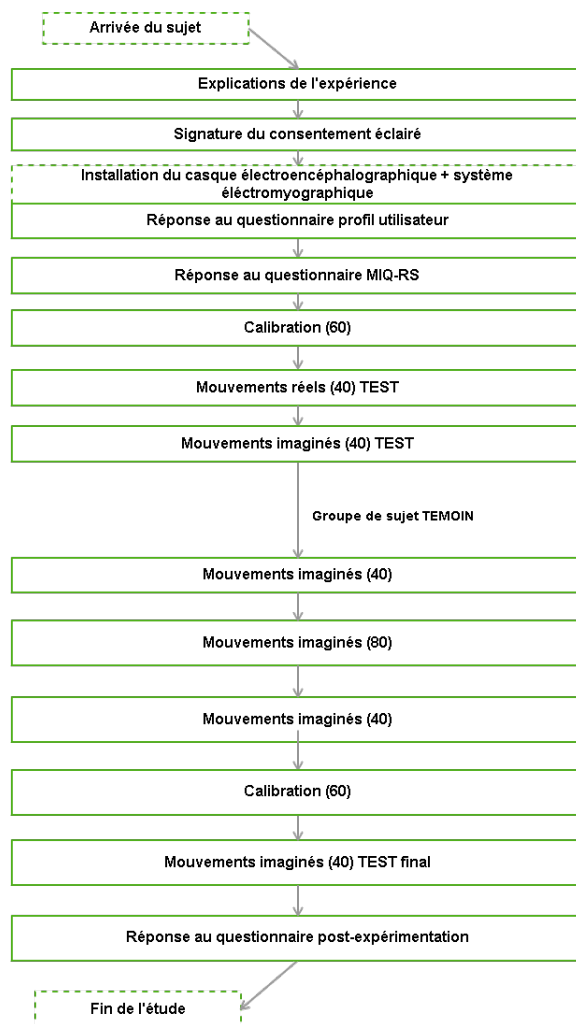 Arrivée du sujet
Explications de l'expérience
Signature du consentement éclairé
Installation du casque électroencéphalographique + système
éléctromyographique
Réponse au questionnaire profil utilisateur
Réponse au questionnaire MIQ-RS
Calibration (60)
Mouvements réels (40) TEST
Mouvements imaginés (40) TEST
Groupe de sujet TEMOIN
Mouvements imaginés (40)
Mouvements imaginés (80)
Mouvements imaginés (40)
Calibration (60)
Mouvements imaginés (40) TEST final
Réponse au questionnaire post-expérimentation
Fin de l'étude